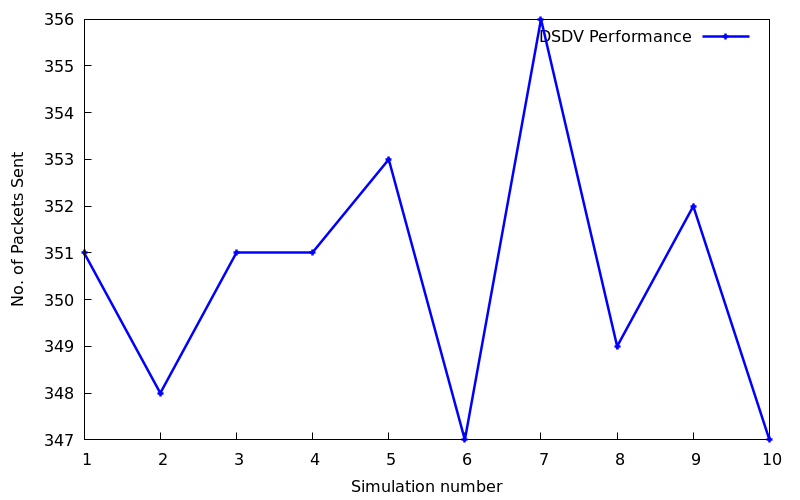 356
355
354
353
352
351
350
349
348
347
No. of Packets Sent
DSDV Performance
1 2 3 4 5 6 7 8 9 10
Simulation number